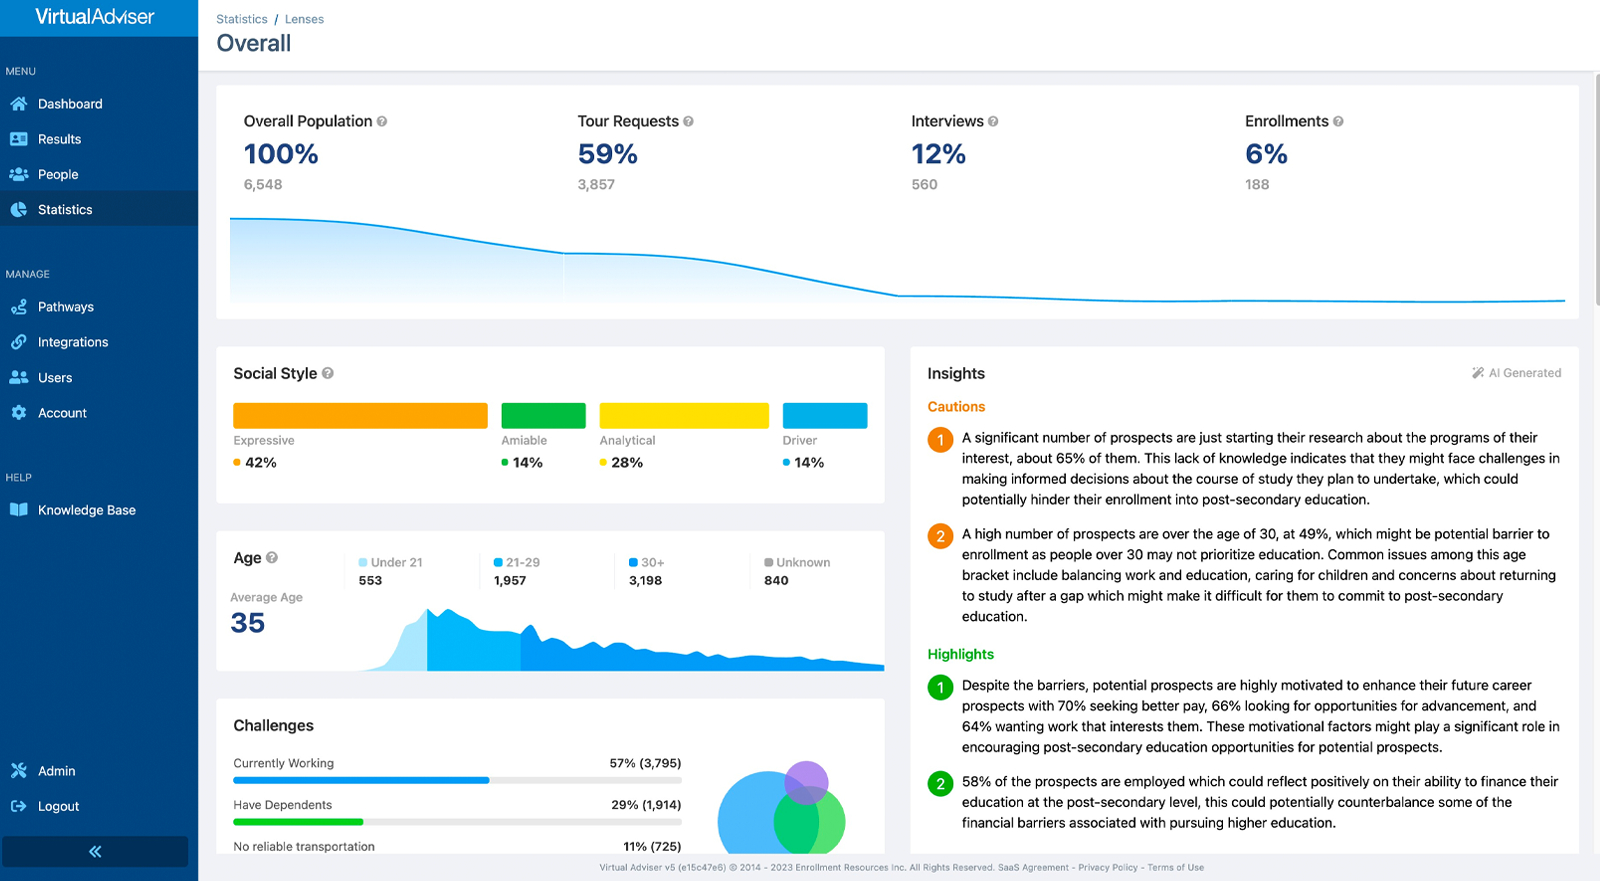 VirtualAdviser
MENU
Dashboard
Results
People
Statistics
MANAGE
Pathways
Integrations
Users
Account
HELP
Knowledge Base
Admin
Logout
Statistics / Lenses
Overall
Overall Population
100%
6,548
Tour Requests
59%
3,857
Interviews
12%
560
Enrollments
6%
188
Social Style
Expressive
42%
Amiable
14%
Analytical
28%
Driver
14%
Age
Average Age
35
Under 21
553
21-29
1,957
30+
3,198
Unknown
840
Challenges
Currently Working 57% (3,795)
Have Dependents 29% (1,914)
No reliable transportation 11% (725)
Insights
AI Generated
Cautions
1 A significant number of prospects are just starting their research about the programs of their
interest, about 65% of them. This lack of knowledge indicates that they might face challenges in
making informed decisions about the course of study they plan to undertake, which could
potentially hinder their enrollment into post-secondary education.
2 A high number of prospects are over the age of 30, at 49%, which might be potential barrier to
enrollment as people over 30 may not prioritize education. Common issues among this age
bracket include balancing work and education, caring for children and concerns about returning
to study after a gap which might make it difficult for them to commit to post-secondary
education.
Highlights
1 Despite the barriers, potential prospects are highly motivated to enhance their future career
prospects with 70% seeking better pay, 66% looking for opportunities for advancement, and
64% wanting work that interests them. These motivational factors might play a significant role in
encouraging post-secondary education opportunities for potential prospects.
2 58% of the prospects are employed which could reflect positively on their ability to finance their
education at the post-secondary level, this could potentially counterbalance some of the
financial barriers associated with pursuing higher education.
Virtual Adviser v5 (e15c47e6) © 2014 - 2023 Enrollment Resources Inc. All Rights Reserved. SaaS Agreement - Privacy Policy - Terms of Use